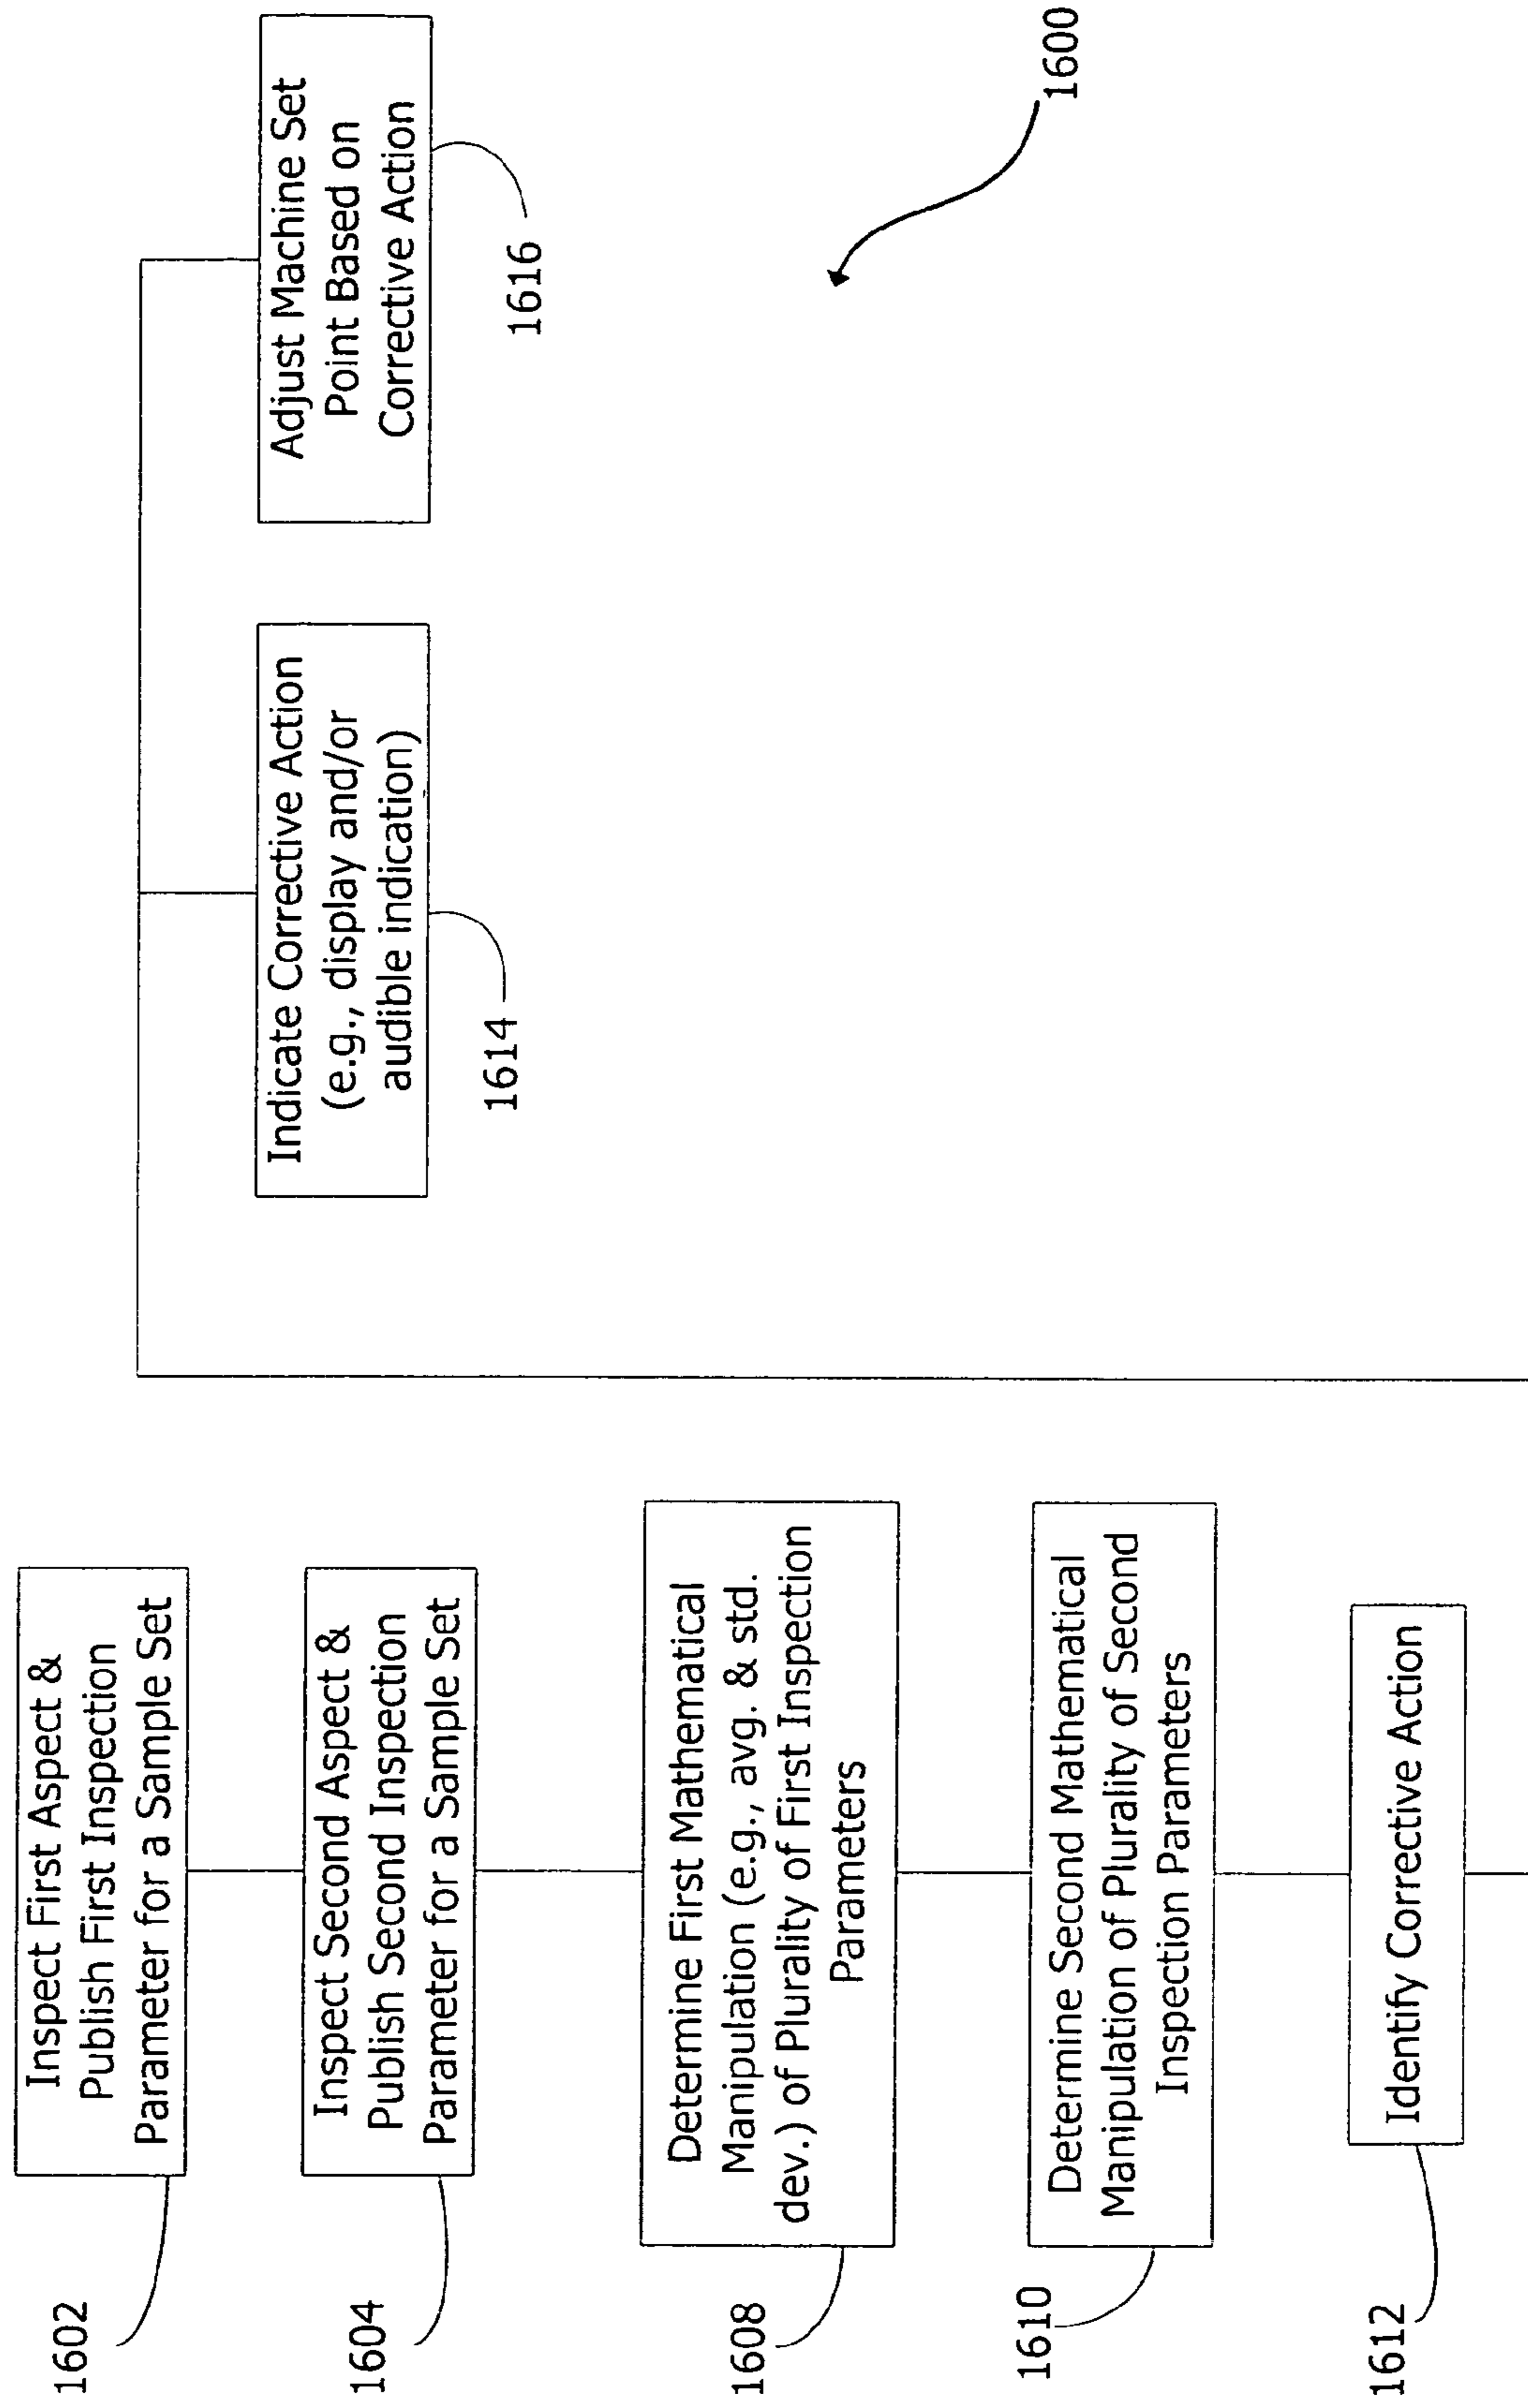 1602
Inspect First Aspect &
Publish First Inspection
Parameter for a Sample Set
1604
Inspect Second Aspect &
Publish Second Inspection
Parameter for a Sample Set
1608
Determine First Mathematical
Manipulation (e.g., avg. & std.
dev.) of Plurality of First Inspection
Parameters
1610
Determine Second Mathematical
Manipulation of Plurality of Second
Inspection Parameters
1612
Identify Corrective Action
Indicate Corrective Action
(e.g., display and/or
audible indication)
1614
Adjust Machine Set
Point Based on
Corrective Action
1616
1600